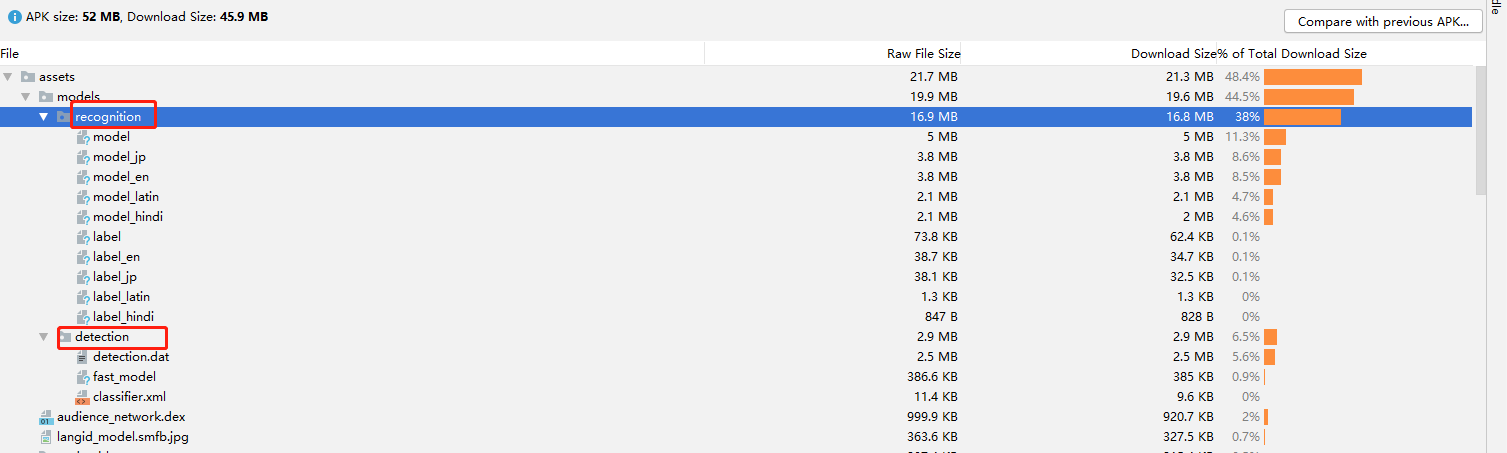 APK size: 52 MB, Download Size: 45.9 MB
Compare with previous APK...
File Raw File Size Download Size % of Total Download Size
assets 21.7 MB 21.3 MB 48.4%
models 19.9 MB 19.6 MB 44.5%
recognition 16.9 MB 16.8 MB 38%
model 5 MB 5 MB 11.3%
model_jp 3.8 MB 3.8 MB 8.6%
model_en 3.8 MB 3.8 MB 8.5%
model_latin 2.1 MB 2.1 MB 4.7%
model_hindi 2.1 MB 2 MB 4.6%
label 73.8 KB 62.4 KB 0.1%
label_en 38.7 KB 34.7 KB 0.1%
label_jp 38.1 KB 32.5 KB 0.1%
label_latin 1.3 KB 1.3 KB 0%
label_hindi 847 B 828 B 0%
detection 2.9 MB 2.9 MB 6.5%
detection.dat 2.5 MB 2.5 MB 5.6%
fast_model 386.6 KB 385 KB 0.9%
classifier.xml 11.4 KB 9.6 KB 0%
audience_network.dex 999.9 KB 920.7 KB 2%
langid_model.smfb.jpg 363.6 KB 327.5 KB 0.7%